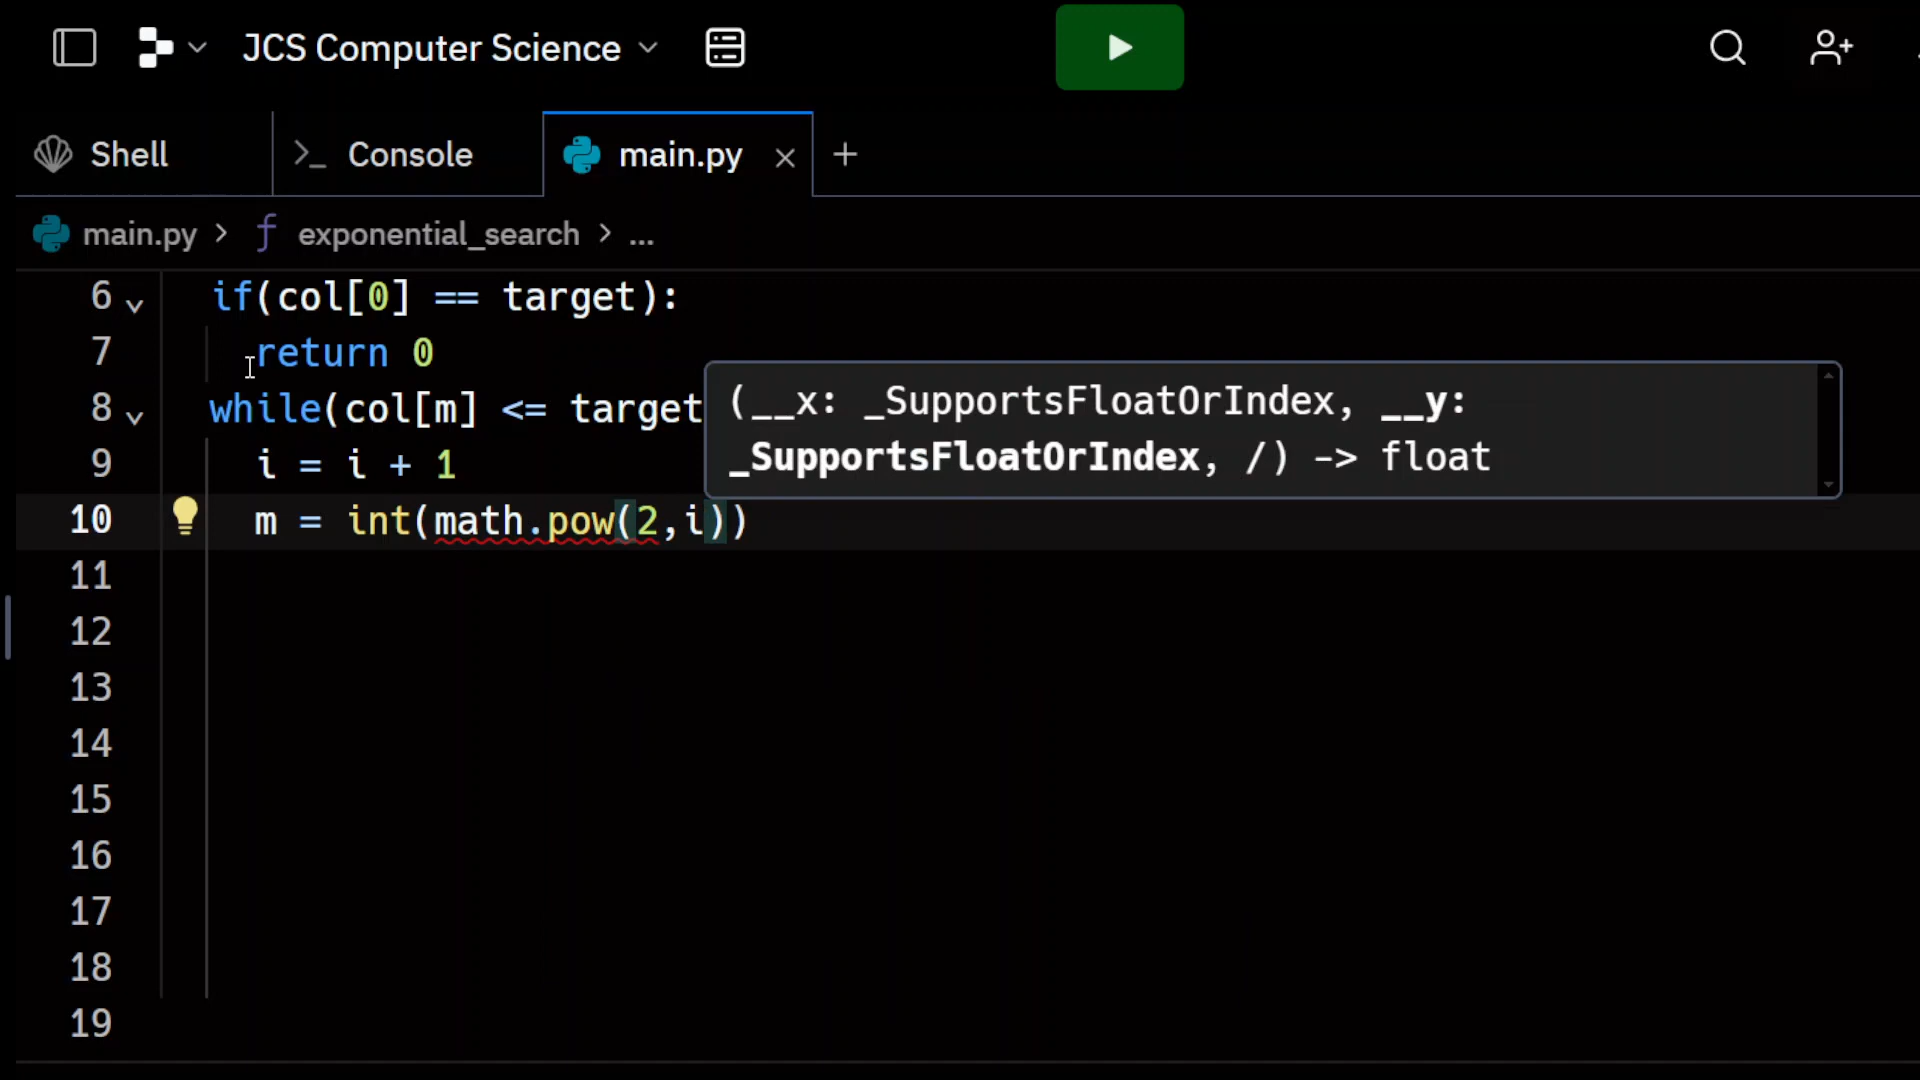 JCS Computer Science
Shell
>_ Console
main.py × +
main.py > f exponential_search > ...
6 if(col[0] == target):
7 return 0
8 while(col[m] <= target
9 i = i + 1
10 m = int(math.pow(2,i))
11
12
13
14
15
16
17
18
19
(__x: _SupportsFloatOrIndex, __y:
_SupportsFloatOrIndex, /) -> float